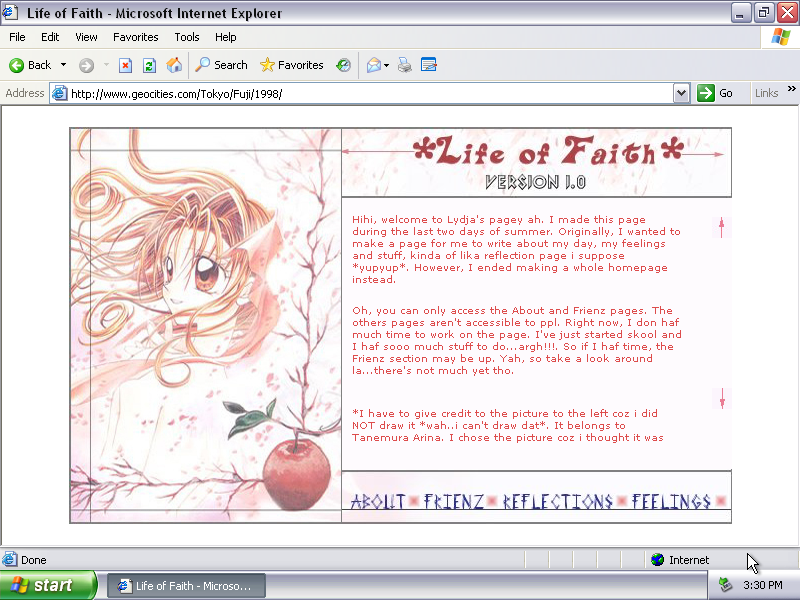 Life of Faith - Microsoft Internet Explorer
File Edit View Favorites Tools Help
Back Search Favorites
Address http://www.geocities.com/Tokyo/Fuji/1998/ Go Links »
*Life of Faith*
VERSION 1.0
Hihi, welcome to Lydja's pagey ah. I made this page
during the last two days of summer. Originally, I wanted to
make a page for me to write about my day, my feelings
and stuff, kinda of lika reflection page i suppose
*yupyup*. However, I ended making a whole homepage
instead.
Oh, you can only access the About and Frienz pages. The
others pages aren't accessible to ppl. Right now, I don haf
much time to work on the page. I've just started skool and
I haf sooo much stuff to do...argh!!!. So if I haf time, the
Frienz section may be up. Yah, so take a look around
la...there's not much yet tho.
*I have to give credit to the picture to the left coz i did
NOT draw it *wah..i can't draw dat*. It belongs to
Tanemura Arina. I chose the picture coz i thought it was
ABOUT FRIENZ REFLECTIONS FEELINGS
Done Internet
start Life of Faith - Microso... 3:30 PM